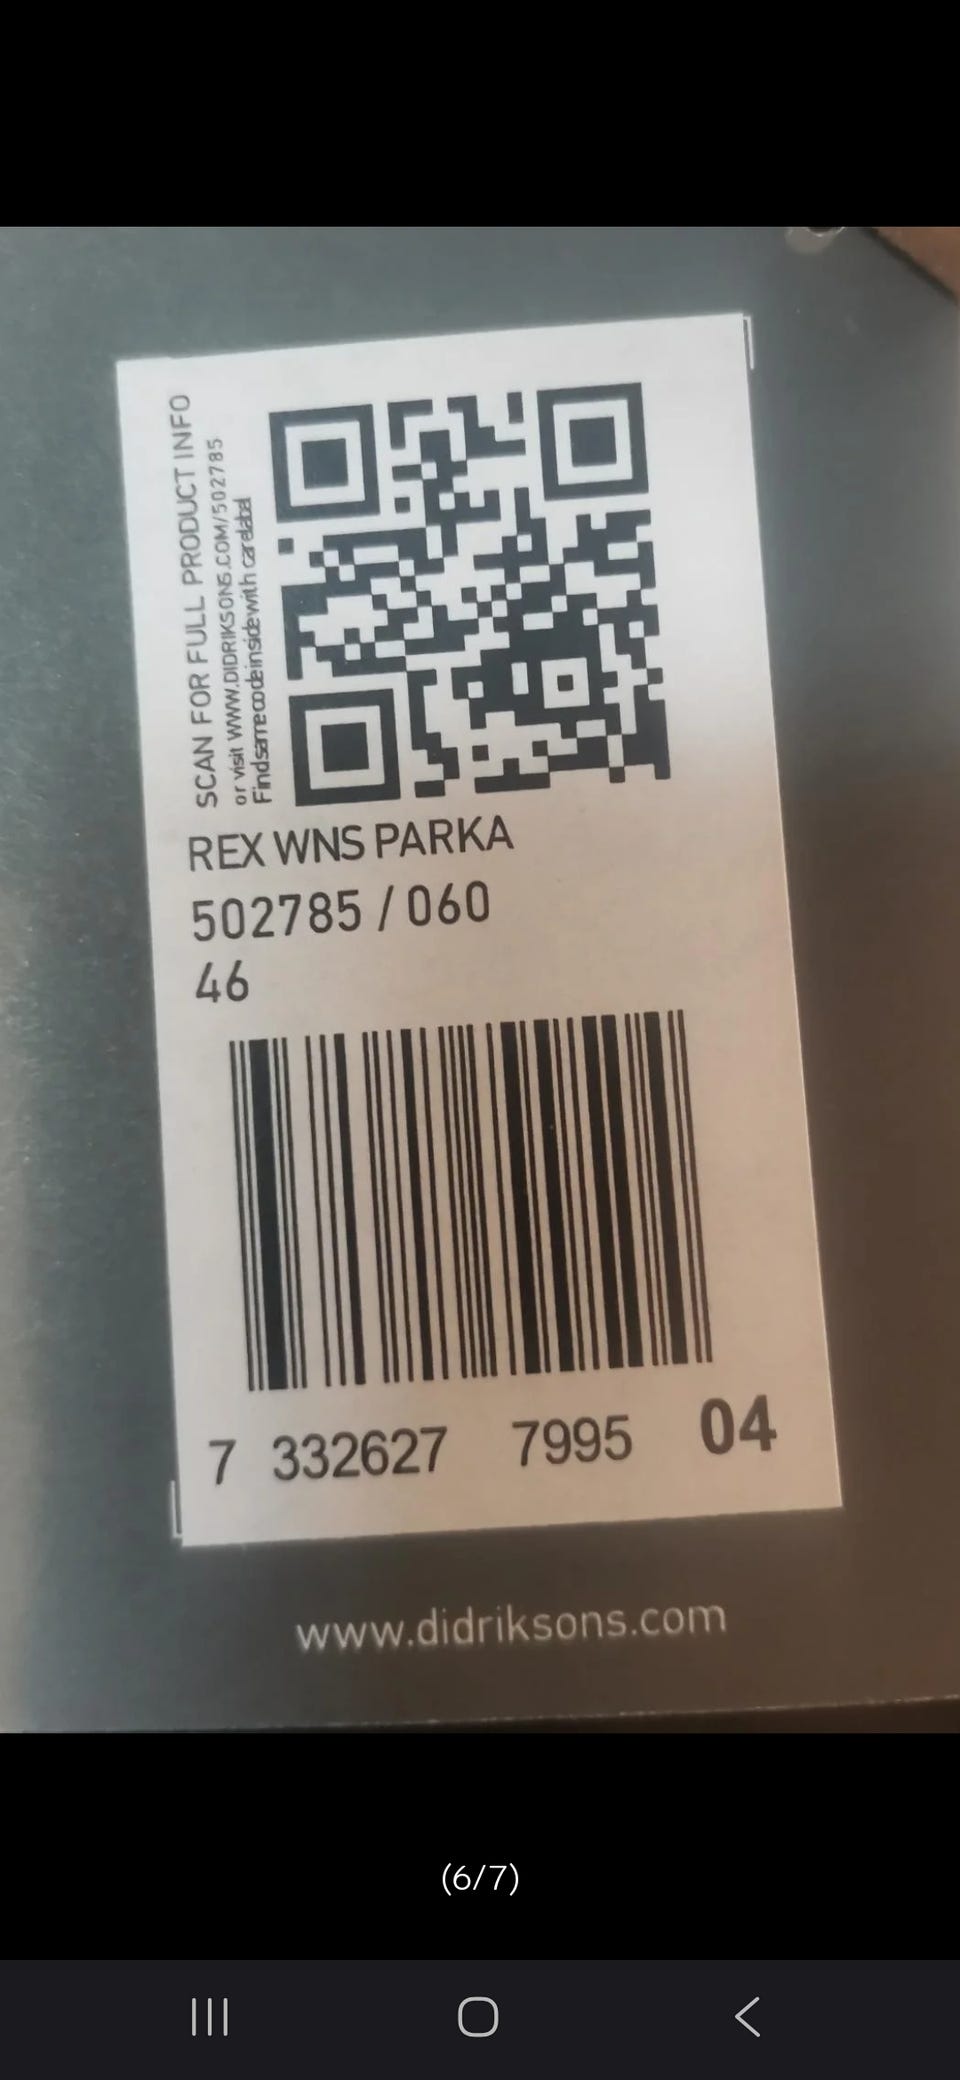 SCAN FOR FULL PRODUCT INFO
or visit WWW.DIDRIKSONS.COM/502785
Find same code inside with carelabel
REX WNS PARKA
502785 / 060
46
7 332627 7995 04
www.didriksons.com
(6/7)